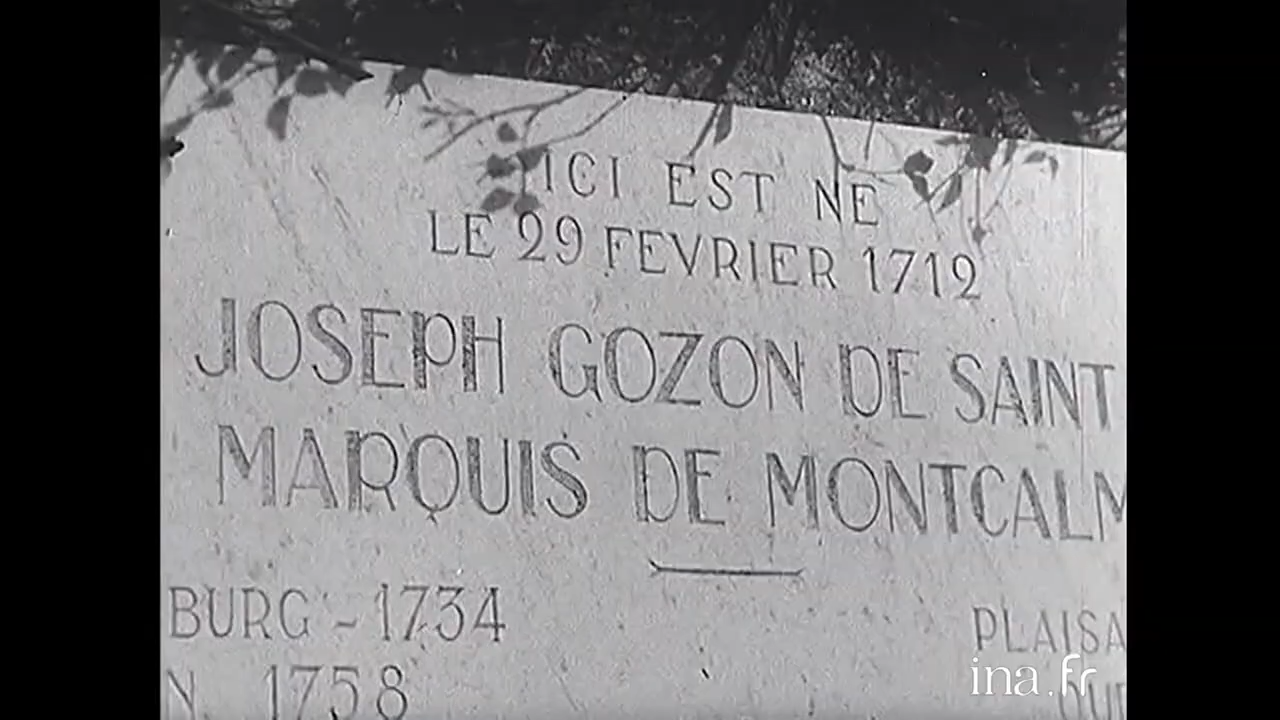 ICI EST NE
LE 29 FEVRIER 1712
JOSEPH GOZON DE SAINT
MARQUIS DE MONTCALM
BURG - 1734
PLAISA
N. 1758
QUE
ina.fr